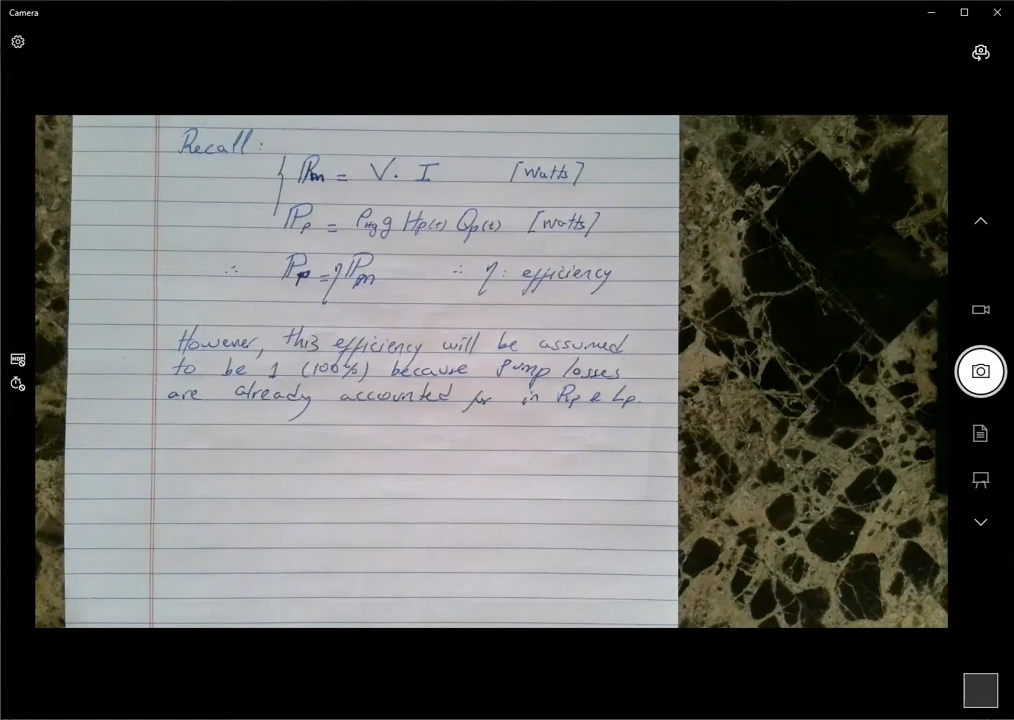 Camera
Recall:
Pm = V. I [Watts]
Pp = ρHg g Hp(t) Qp(t) [Watts]
∴ Pp = η Pm ∴ η: efficiency
However, this efficiency will be assumed
to be 1 (100%) because Pump losses
are already accounted for in Rp & Lp.